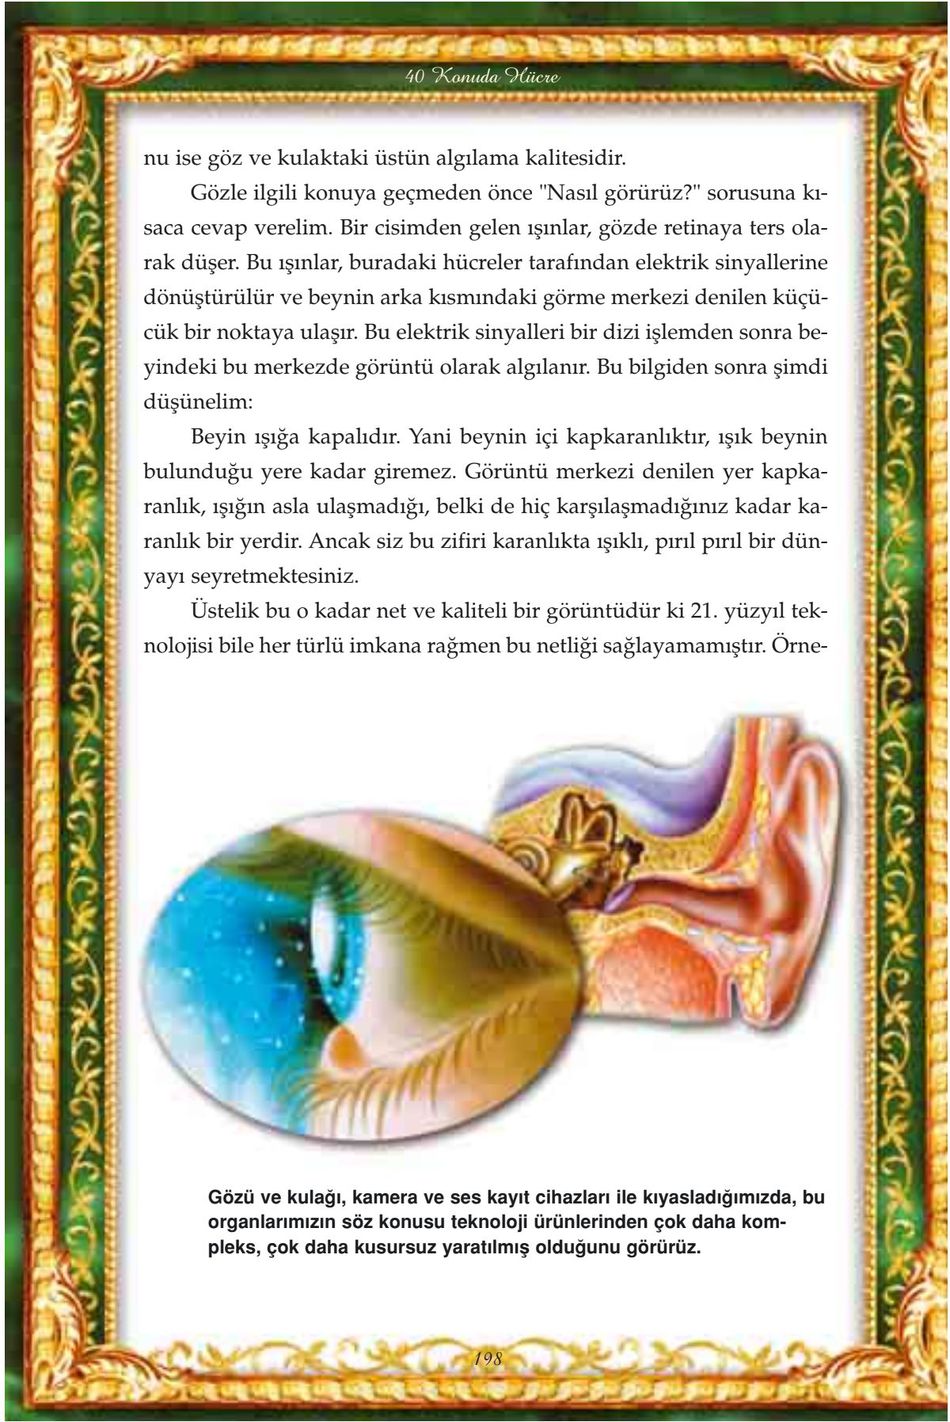 40 Konuda Hücre
nu ise göz ve kulaktaki üstün algılama kalitesidir.
Gözle ilgili konuya geçmeden önce "Nasıl görürüz?" sorusuna kı-
saca cevap verelim. Bir cisimden gelen ışınlar, gözde retinaya ters ola-
rak düşer. Bu ışınlar, buradaki hücreler tarafından elektrik sinyallerine
dönüştürülür ve beynin arka kısmındaki görme merkezi denilen küçü-
cük bir noktaya ulaşır. Bu elektrik sinyalleri bir dizi işlemden sonra be-
yindeki bu merkezde görüntü olarak algılanır. Bu bilgiden sonra şimdi
düşünelim:
Beyin ışığa kapalıdır. Yani beynin içi kapkaranlıktır, ışık beynin
bulunduğu yere kadar giremez. Görüntü merkezi denilen yer kapka-
ranlık, ışığın asla ulaşmadığı, belki de hiç karşılaşmadığınız kadar ka-
ranlık bir yerdir. Ancak siz bu zifiri karanlıkta ışıklı, pırıl pırıl bir dün-
yayı seyretmektesiniz.
Üstelik bu o kadar net ve kaliteli bir görüntüdür ki 21. yüzyıl tek-
nolojisi bile her türlü imkana rağmen bu netliği sağlayamamıştır. Örne-
Gözü ve kulağı, kamera ve ses kayıt cihazları ile kıyasladığımızda, bu
organlarımızın söz konusu teknoloji ürünlerinden çok daha kom-
pleks, çok daha kusursuz yaratılmış olduğunu görürüz.
198